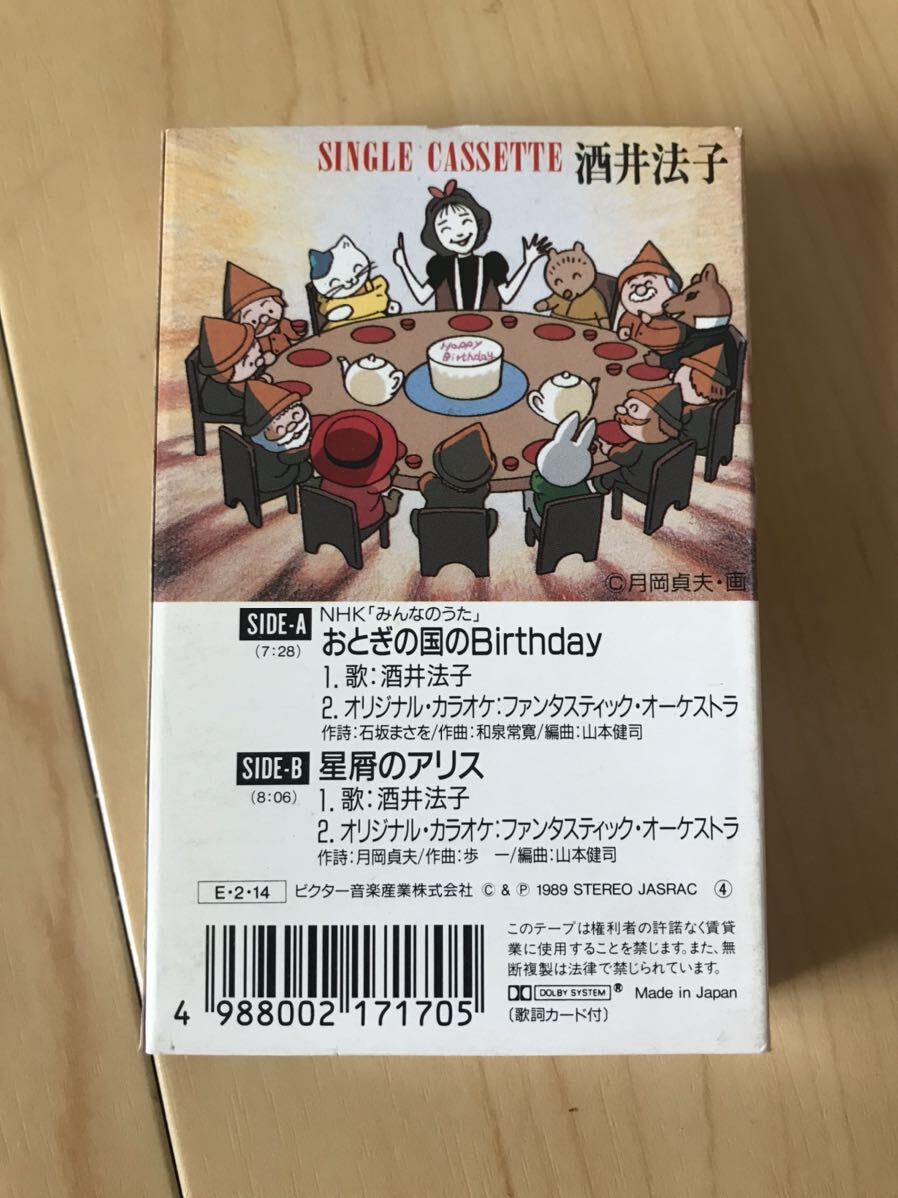 SINGLE CASSETTE 酒井法子
Happy
Birthday
©月岡貞夫・画
SIDE-A NHK「みんなのうた」
(7:28) おとぎの国のBirthday
1. 歌:酒井法子
2. オリジナル・カラオケ:ファンタスティック・オーケストラ
作詩:石坂まさを/作曲:和泉常寛/編曲:山本健司
SIDE-B 星屑のアリス
(8:06) 1. 歌:酒井法子
2. オリジナル・カラオケ:ファンタスティック・オーケストラ
作詩:月岡貞夫/作曲:歩 一/編曲:山本健司
E・2・14 ビクター音楽産業株式会社 © & ℗ 1989 STEREO JASRAC ④
このテープは権利者の許諾なく賃貸
業に使用することを禁じます。また、無
断複製は法律で禁じられています。
DOLBY SYSTEM® Made in Japan
(歌詞カード付)
4 988002 171705